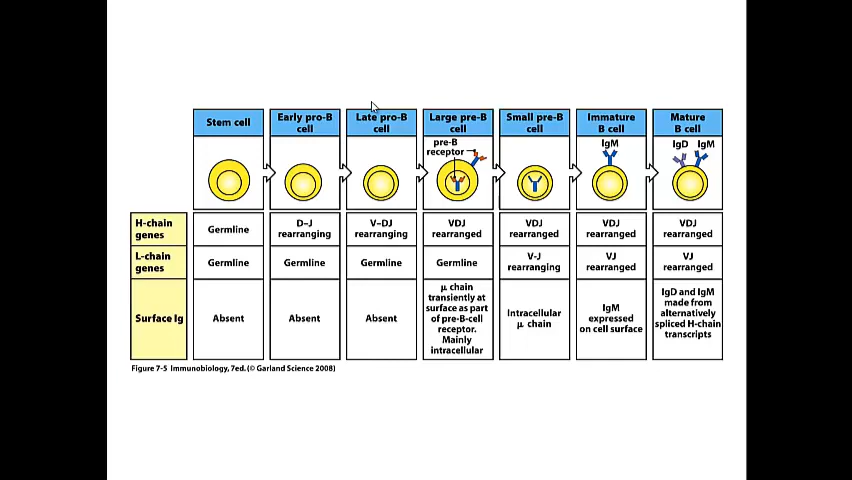 Stem cell
Early pro-B
cell
Late pro-B
cell
Large pre-B
cell
Small pre-B
cell
Immature
B cell
Mature
B cell
pre-B
receptor
IgM
IgD IgM
H-chain
genes
Germline
D–J
rearranging
V–DJ
rearranging
VDJ
rearranged
VDJ
rearranged
VDJ
rearranged
VDJ
rearranged
L-chain
genes
Germline
Germline
Germline
Germline
V-J
rearranging
VJ
rearranged
VJ
rearranged
Surface Ig
Absent
Absent
Absent
μ chain
transiently at
surface as part
of pre-B-cell
receptor.
Mainly
intracellular
Intracellular
μ chain
IgM
expressed
on cell surface
IgD and IgM
made from
alternatively
spliced H-chain
transcripts
Figure 7-5 Immunobiology, 7ed. (© Garland Science 2008)